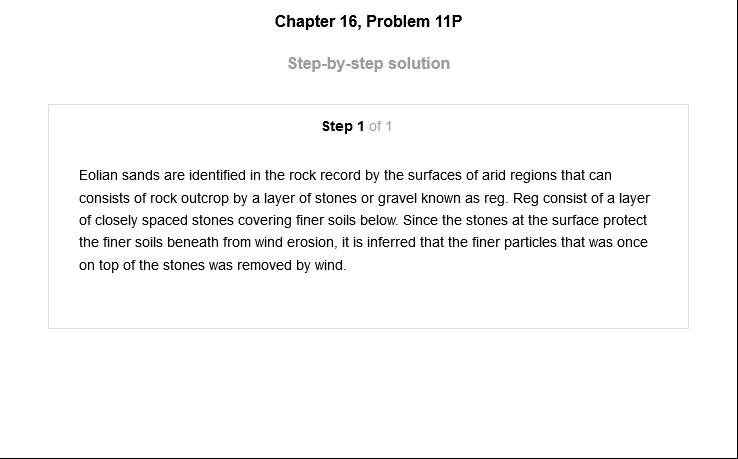 Chapter 16, Problem 11P
Step-by-step solution
Step 1 of 1
Eolian sands are identified in the rock record by the surfaces of arid regions that can
consists of rock outcrop by a layer of stones or gravel known as reg. Reg consist of a layer
of closely spaced stones covering finer soils below. Since the stones at the surface protect
the finer soils beneath from wind erosion, it is inferred that the finer particles that was once
on top of the stones was removed by wind.